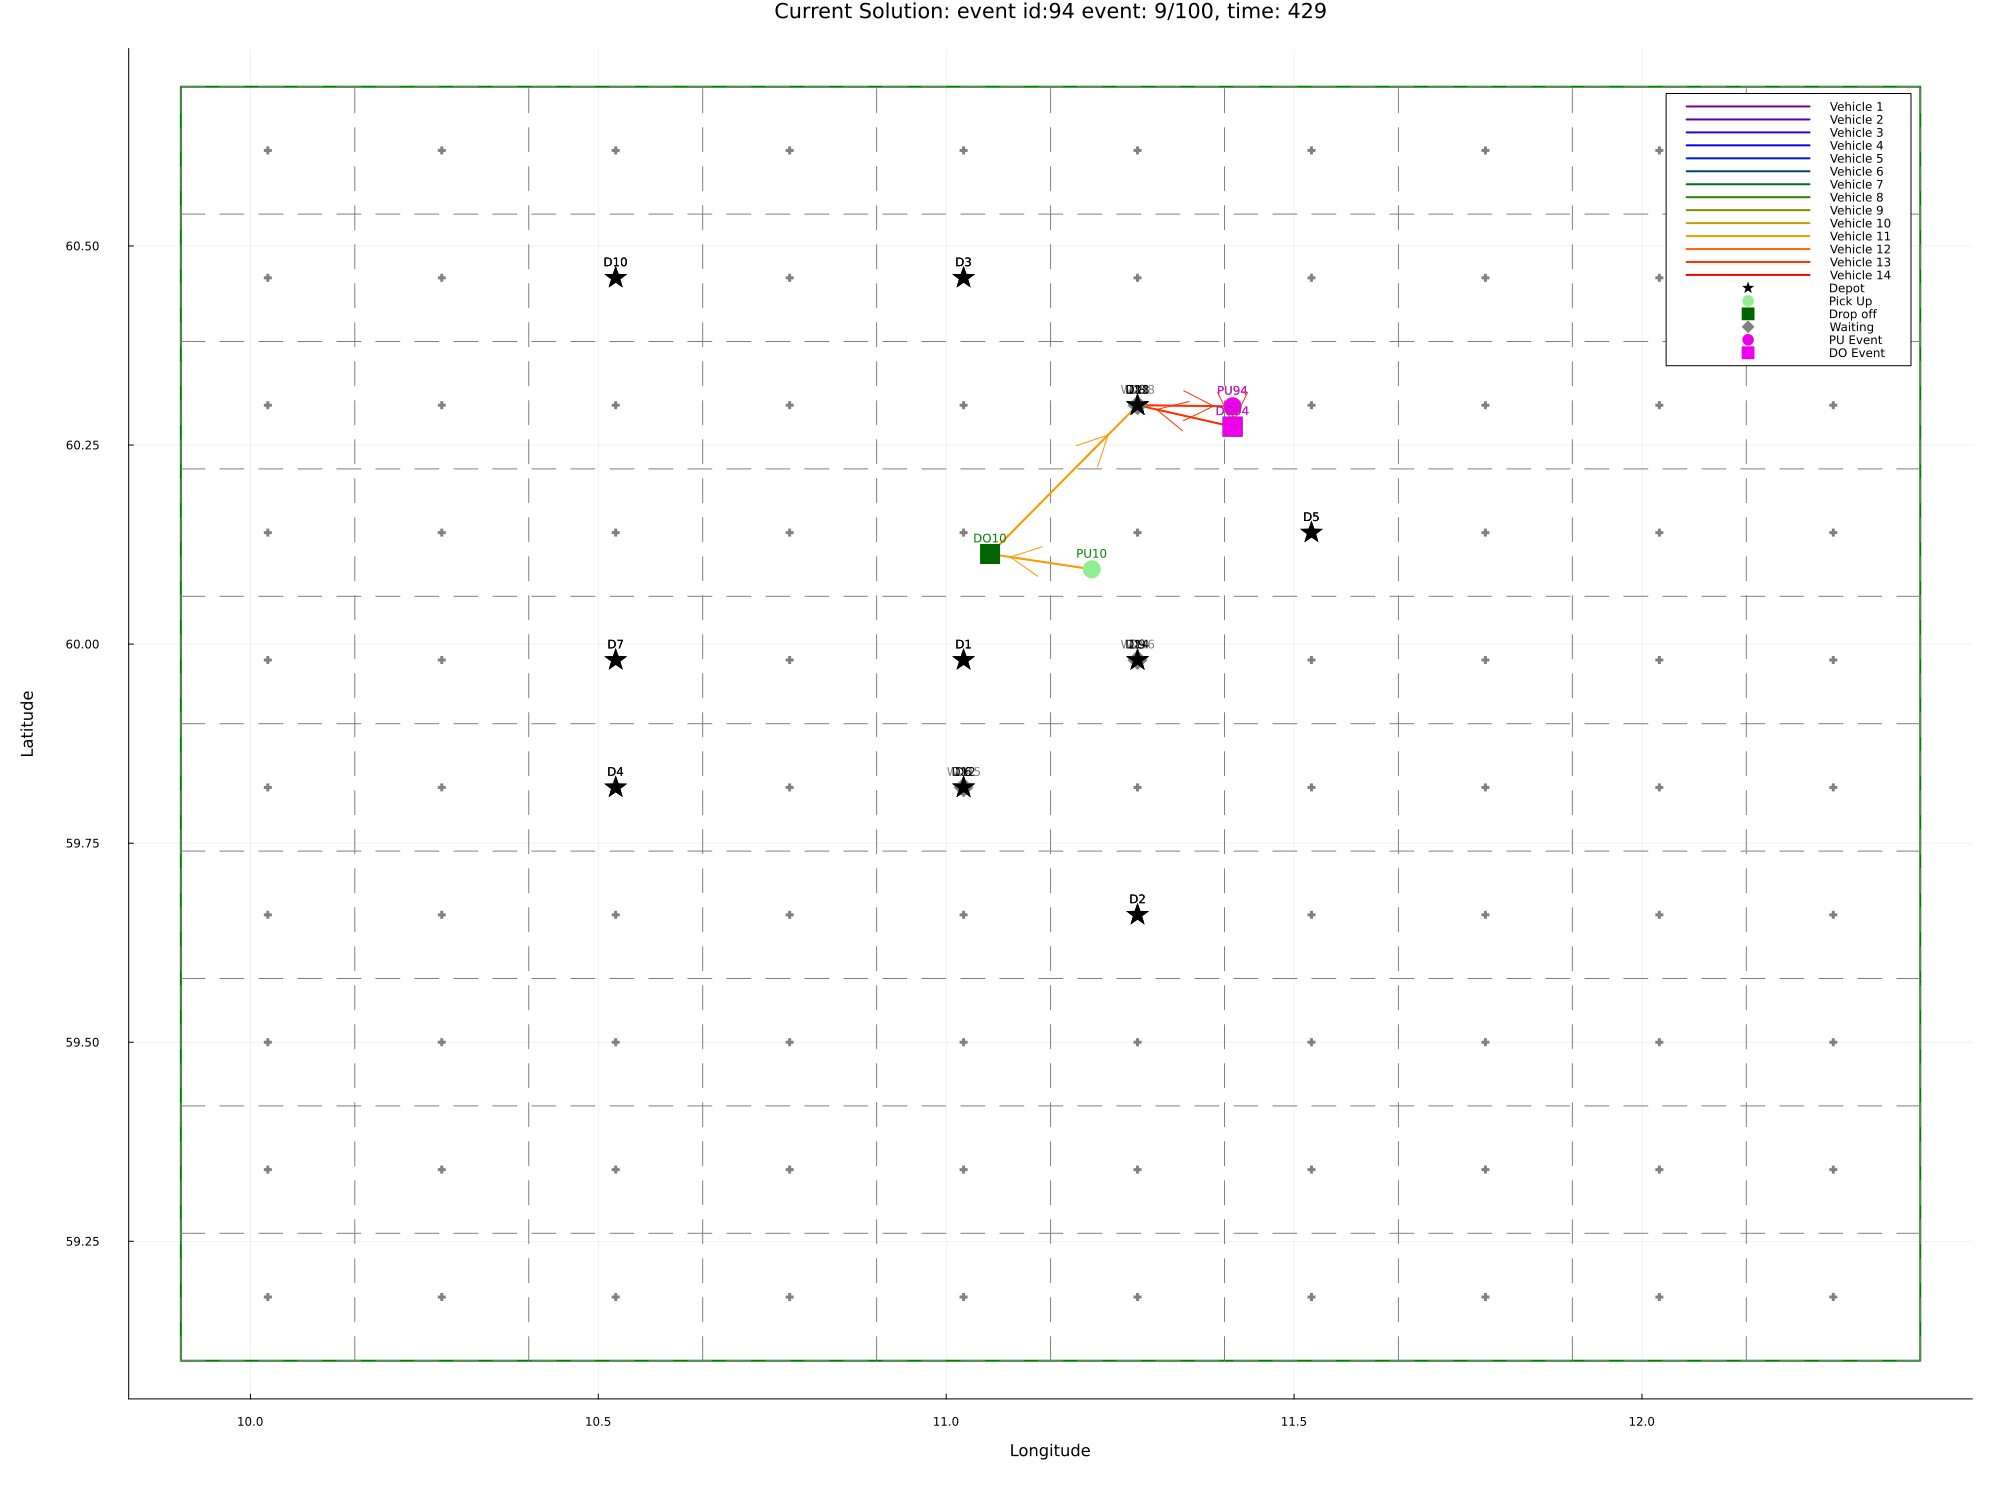 Current Solution: event id:94 event: 9/100, time: 429
Vehicle 1
Vehicle 2
Vehicle 3
Vehicle 4
Vehicle 5
Vehicle 6
Vehicle 7
Vehicle 8
Vehicle 9
Vehicle 10
Vehicle 11
Vehicle 12
Vehicle 13
Vehicle 14
Depot
Pick Up
Drop off
Waiting
PU Event
DO Event
60.50
D10
D3
PU94
60.25
D5
DO10
PU10
60.00
D7
D1
D4
59.75
D2
59.50
59.25
10.0
10.5
11.0
11.5
12.0
Longitude
Latitude